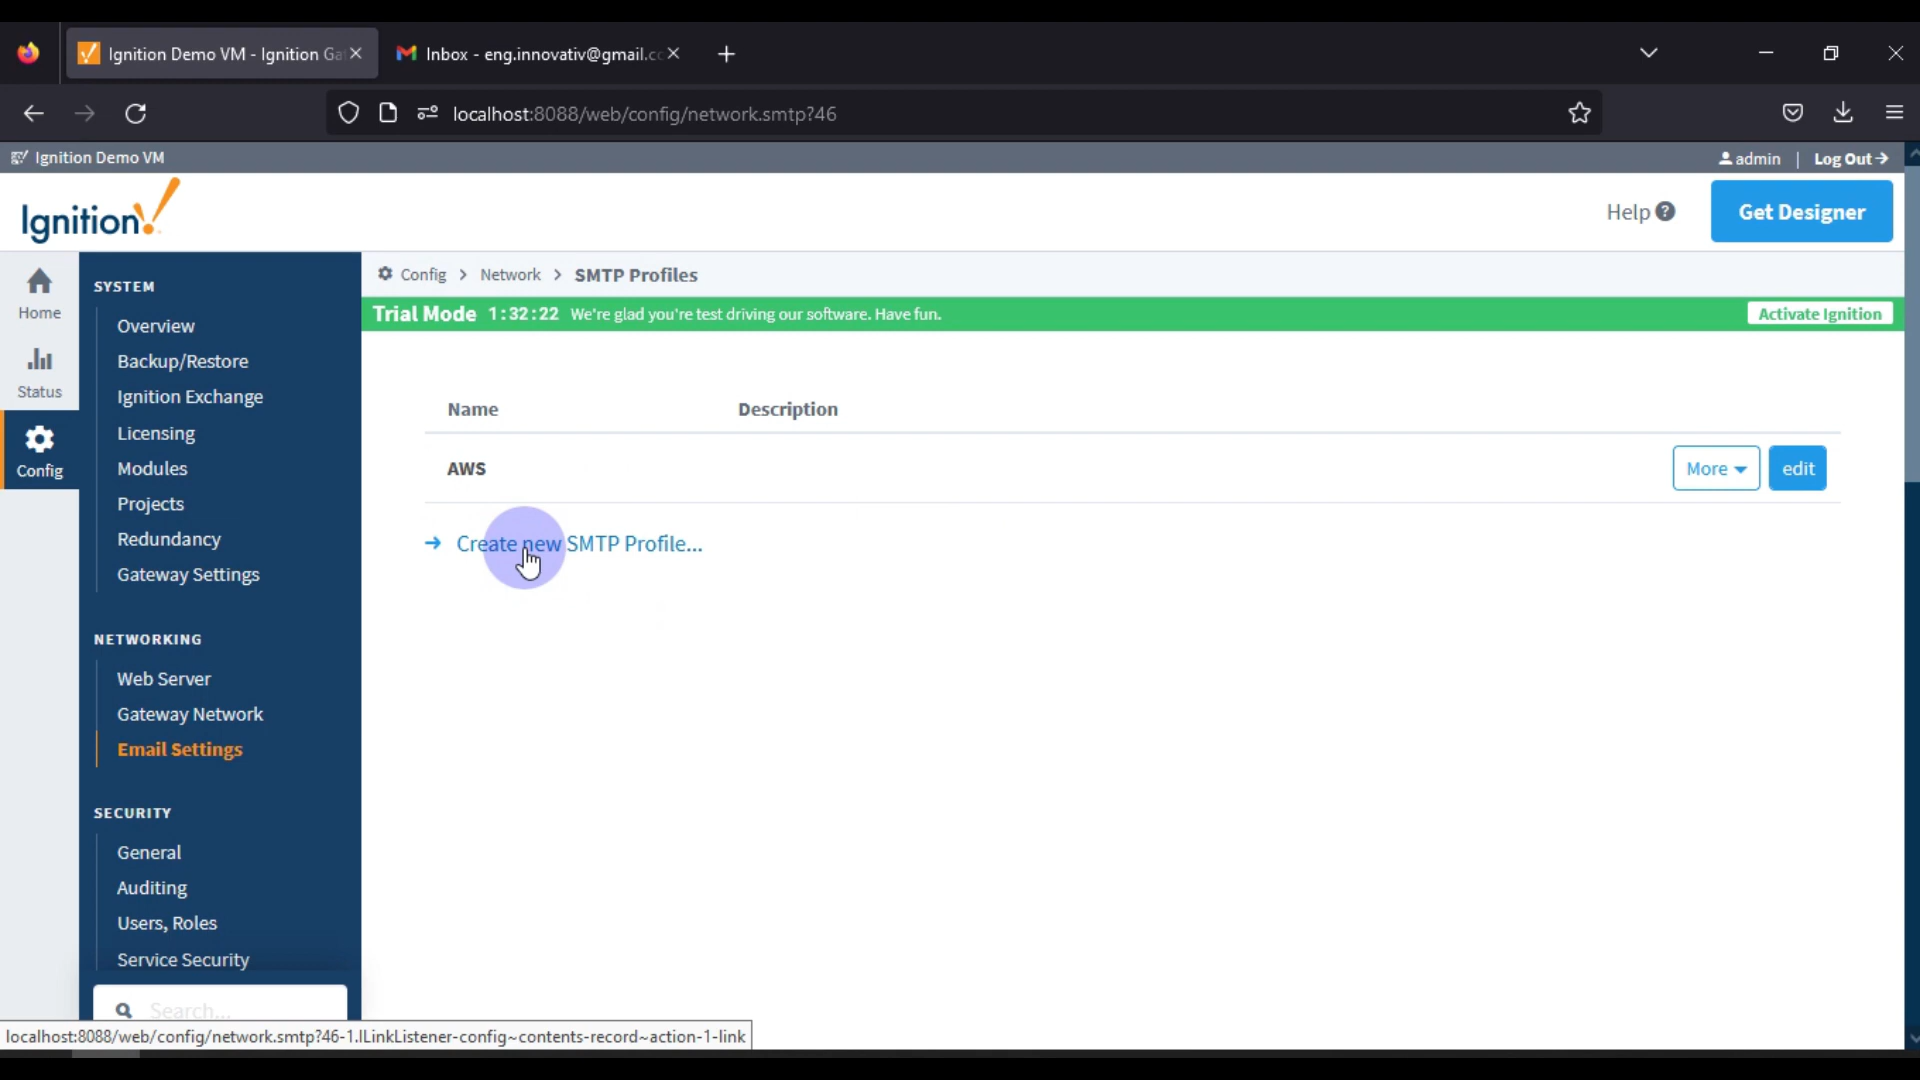 Ignition Demo VM - Ignition Ga
Inbox - eng.innovativ@gmail.co
localhost:8088/web/config/network.smtp?46
Ignition Demo VM
admin | Log Out
Ignition!
Help ?
Get Designer
Home
Status
Config
SYSTEM
Overview
Backup/Restore
Ignition Exchange
Licensing
Modules
Projects
Redundancy
Gateway Settings
NETWORKING
Web Server
Gateway Network
Email Settings
SECURITY
General
Auditing
Users, Roles
Service Security
Search...
Config > Network > SMTP Profiles
Trial Mode 1:32:22 We're glad you're test driving our software. Have fun.
Activate Ignition
Name Description
AWS
More edit
→ Create new SMTP Profile...
localhost:8088/web/config/network.smtp?46-1.ILinkListener-config~contents-record~action-1-link